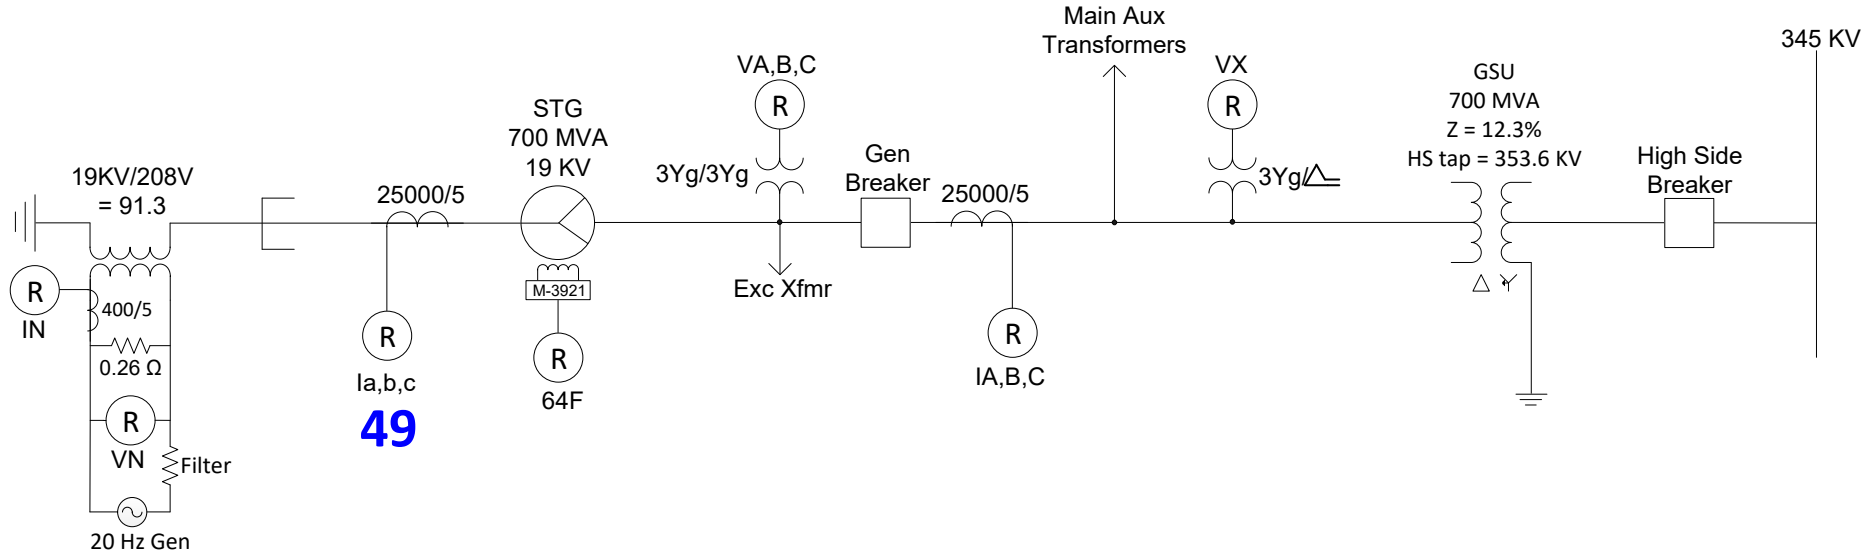 19KV/208V
= 91.3
R
IN
400/5
0.26 Ω
R
VN
Filter
20 Hz Gen
25000/5
R
Ia,b,c
49
STG
700 MVA
19 KV
M-3921
R
64F
VA,B,C
R
3Yg/3Yg
Exc Xfmr
Gen
Breaker
25000/5
R
IA,B,C
Main Aux
Transformers
VX
R
3Yg/
GSU
700 MVA
Z = 12.3%
HS tap = 353.6 KV
High Side
Breaker
345 KV